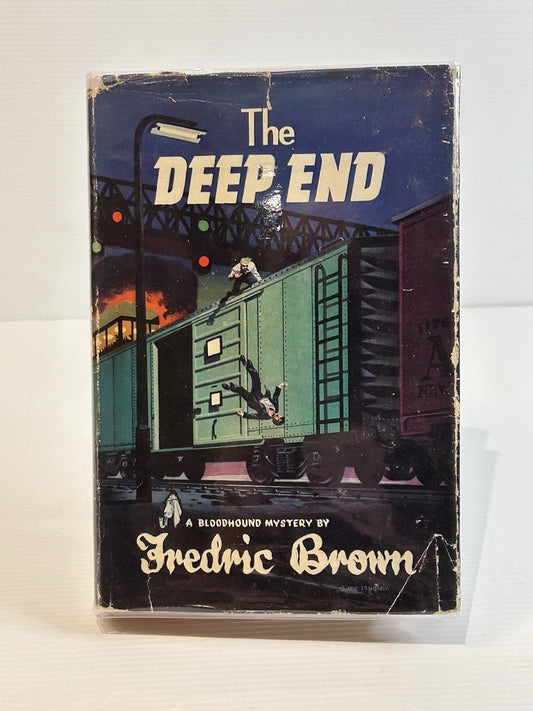 The
DEEP END
A
A BLOODHOUND MYSTERY BY
Fredric Brown